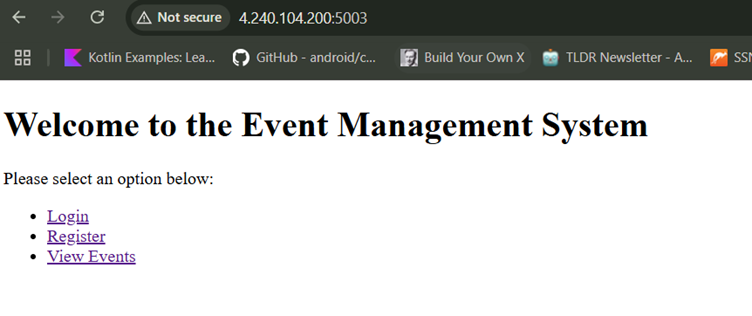 Not secure 4.240.104.200:5003
Kotlin Examples: Lea... GitHub - android/c... Build Your Own X TLDR Newsletter - A... SSN
Welcome to the Event Management System
Please select an option below:
• Login
• Register
• View Events